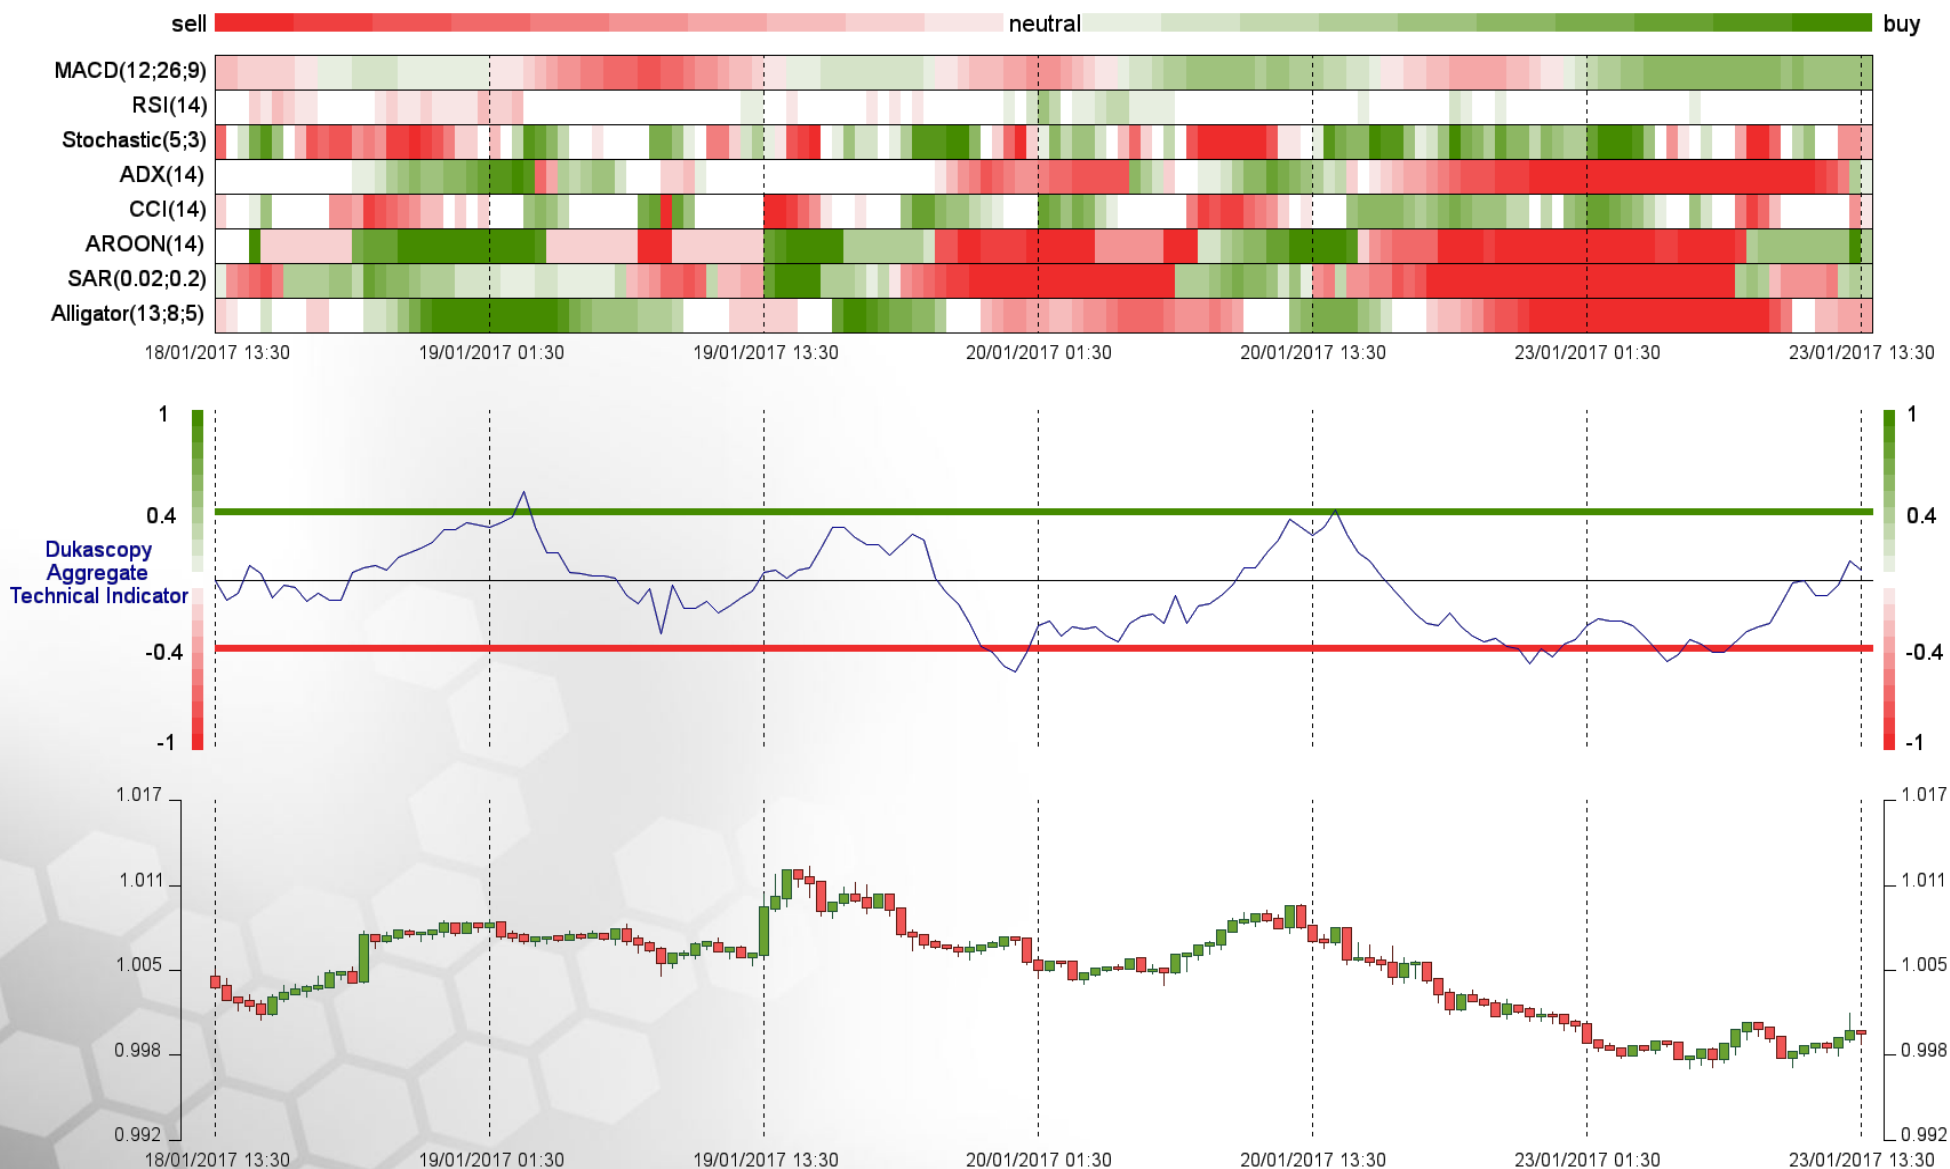 sell neutral buy
MACD(12;26;9)
RSI(14)
Stochastic(5;3)
ADX(14)
CCI(14)
AROON(14)
SAR(0.02;0.2)
Alligator(13;8;5)
18/01/2017 13:30 19/01/2017 01:30 19/01/2017 13:30 20/01/2017 01:30 20/01/2017 13:30 23/01/2017 01:30 23/01/2017 13:30
1 1
0.4 0.4
Dukascopy
Aggregate
Technical Indicator
-0.4 -0.4
-1 -1
1.017 1.017
1.011 1.011
1.005 1.005
0.998 0.998
0.992 0.992
18/01/2017 13:30 19/01/2017 01:30 19/01/2017 13:30 20/01/2017 01:30 20/01/2017 13:30 23/01/2017 01:30 23/01/2017 13:30